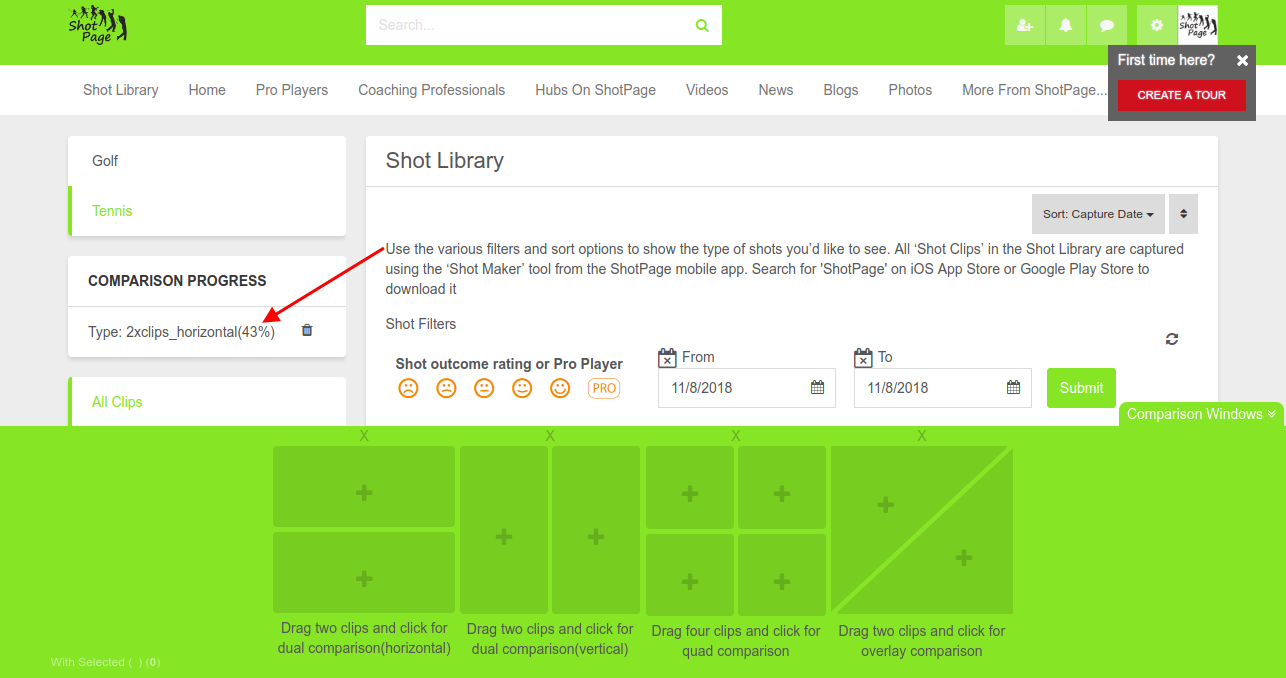 Shot
Page
Search...
Shot
Page
First time here?
CREATE A TOUR
Shot Library Home Pro Players Coaching Professionals Hubs On ShotPage Videos News Blogs Photos More From ShotPage...
Golf
Tennis
COMPARISON PROGRESS
Type: 2xclips_horizontal(43%)
All Clips
Shot Library
Sort: Capture Date
Use the various filters and sort options to show the type of shots you’d like to see. All ‘Shot Clips’ in the Shot Library are captured
using the ‘Shot Maker’ tool from the ShotPage mobile app. Search for 'ShotPage' on iOS App Store or Google Play Store to
download it
Shot Filters
Shot outcome rating or Pro Player
PRO
From
11/8/2018
To
11/8/2018
Submit
Comparison Windows
X X X X
Drag two clips and click for
dual comparison(horizontal)
Drag two clips and click for
dual comparison(vertical)
Drag four clips and click for
quad comparison
Drag two clips and click for
overlay comparison
With Selected ( ) (0)